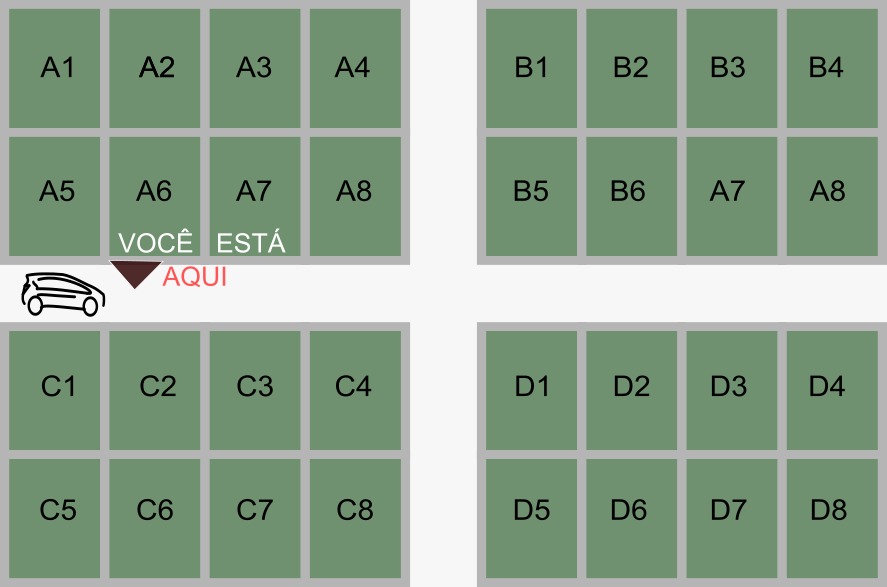 A1 A2 A3 A4 B1 B2 B3 B4
A5 A6 A7 A8 B5 B6 A7 A8
VOCÊ ESTÁ
AQUI
C1 C2 C3 C4 D1 D2 D3 D4
C5 C6 C7 C8 D5 D6 D7 D8